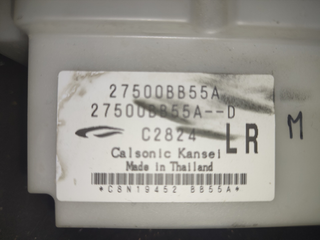 27500BB55A
27500BB55A--D
C2824
LR
M
Calsonic Kansei
Made in Thailand
*C8N19452 BB55A*